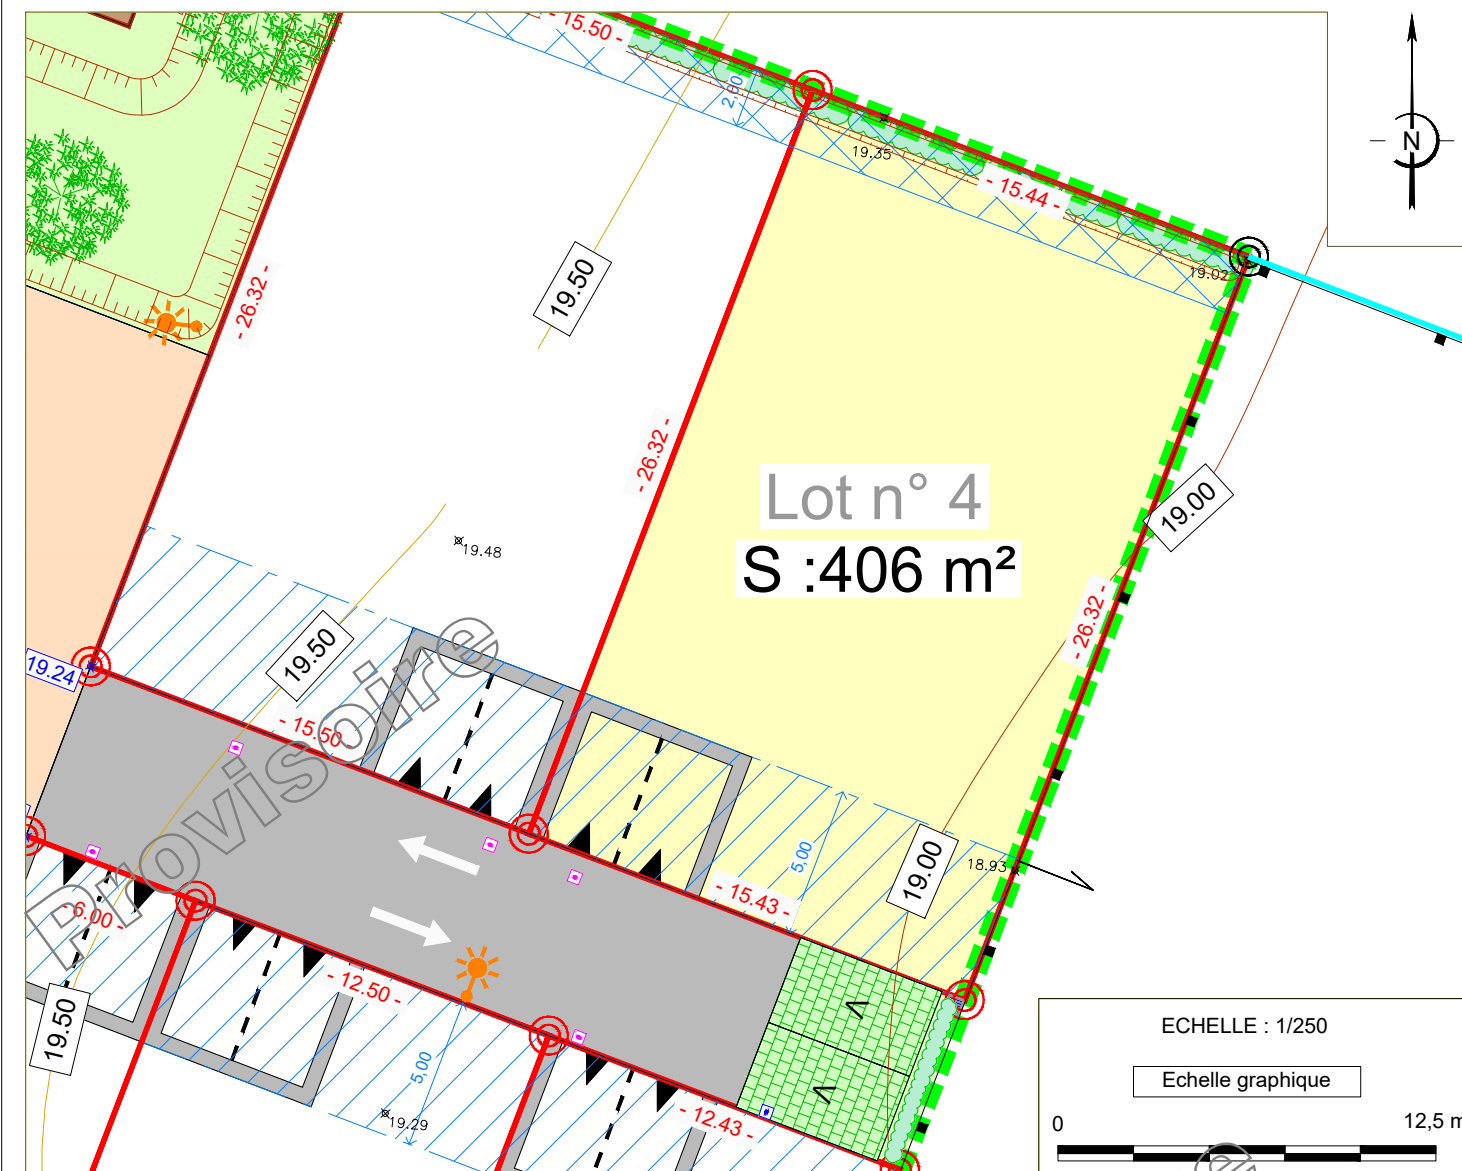 - 15.50 -
2,60
N
19.35
- 15.44 -
19.02
19.50
- 26.32 -
- 26.32 -
Lot n° 4
S :406 m²
19.00
19.48
- 26.32 -
19.50
19.24
- 15.50 -
Provisoire
5,00
19.00
18.93
- 15.43 -
- 6.00 -
- 12.50 -
V
19.50
5,00
V
19.29
- 12.43 -
ECHELLE : 1/250
Echelle graphique
0
12,5 m